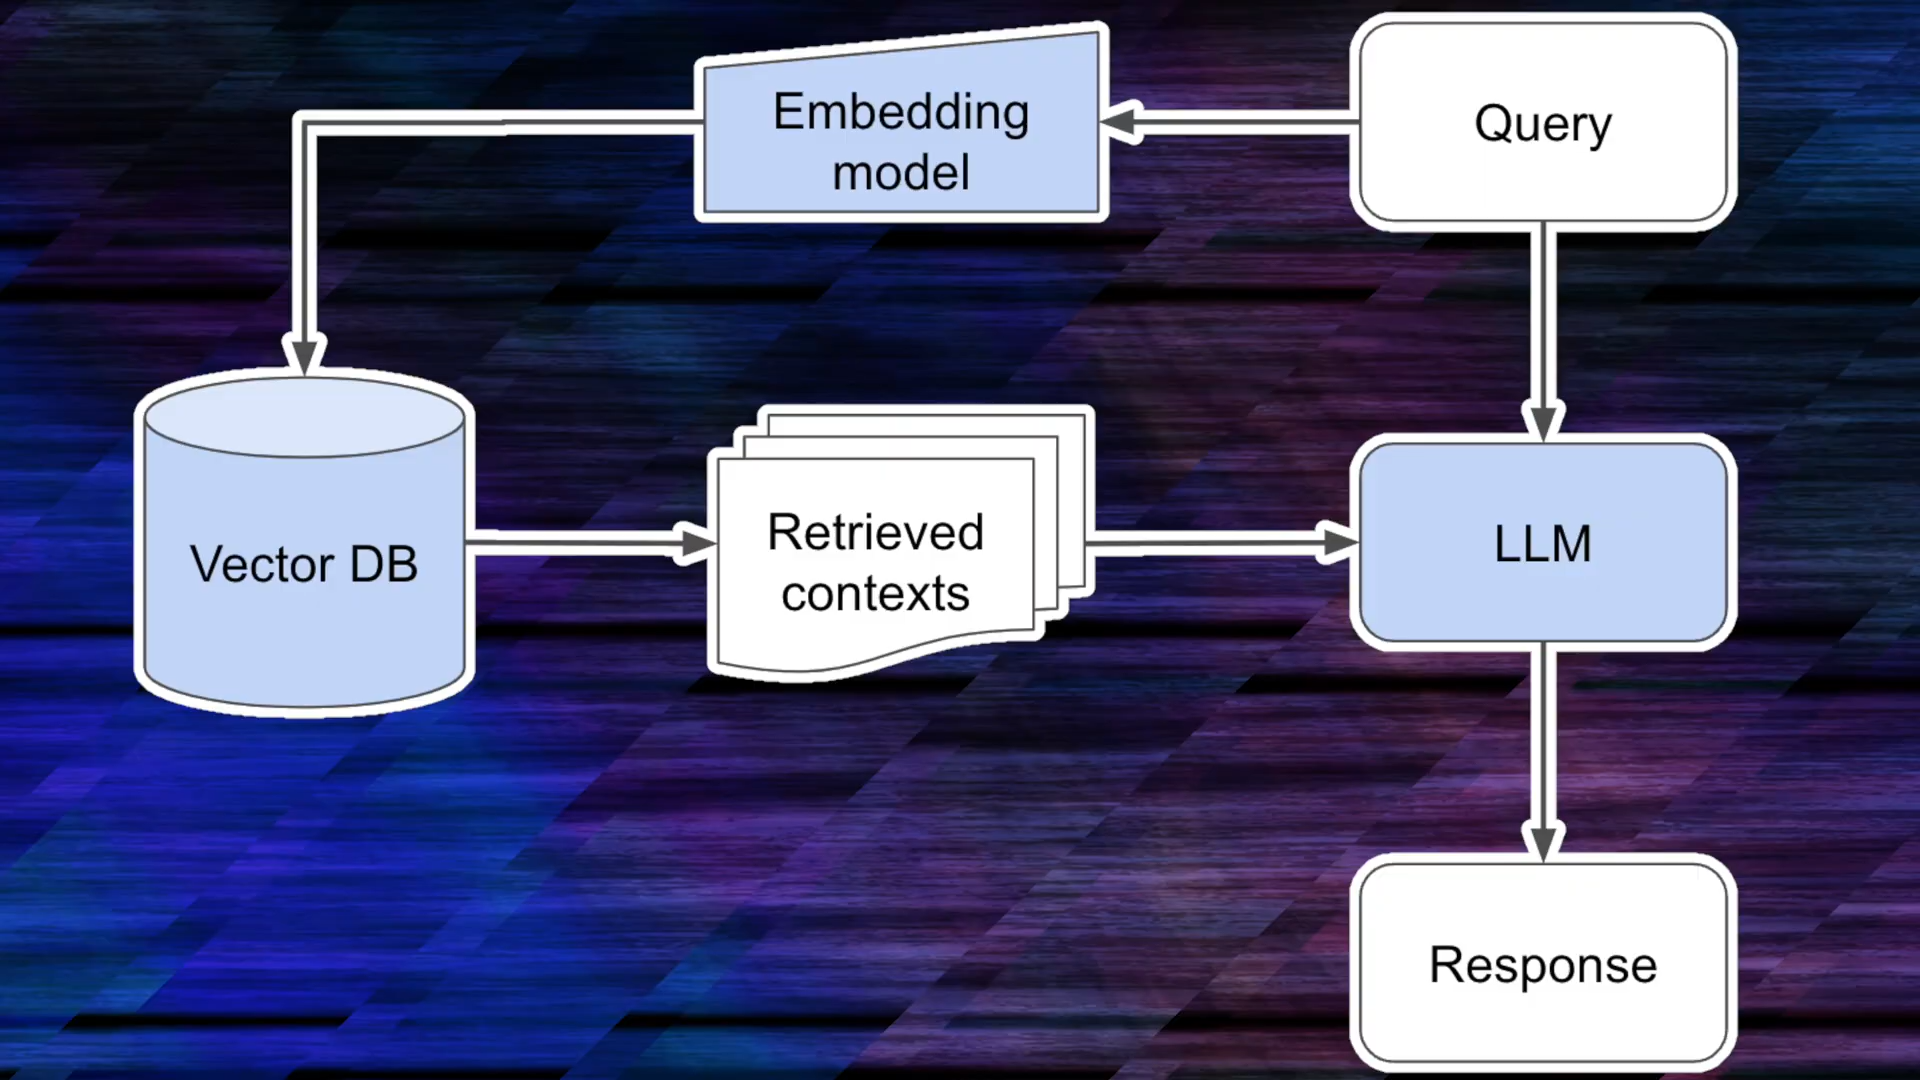 Embedding
model
Query
Vector DB
Retrieved
contexts
LLM
Response